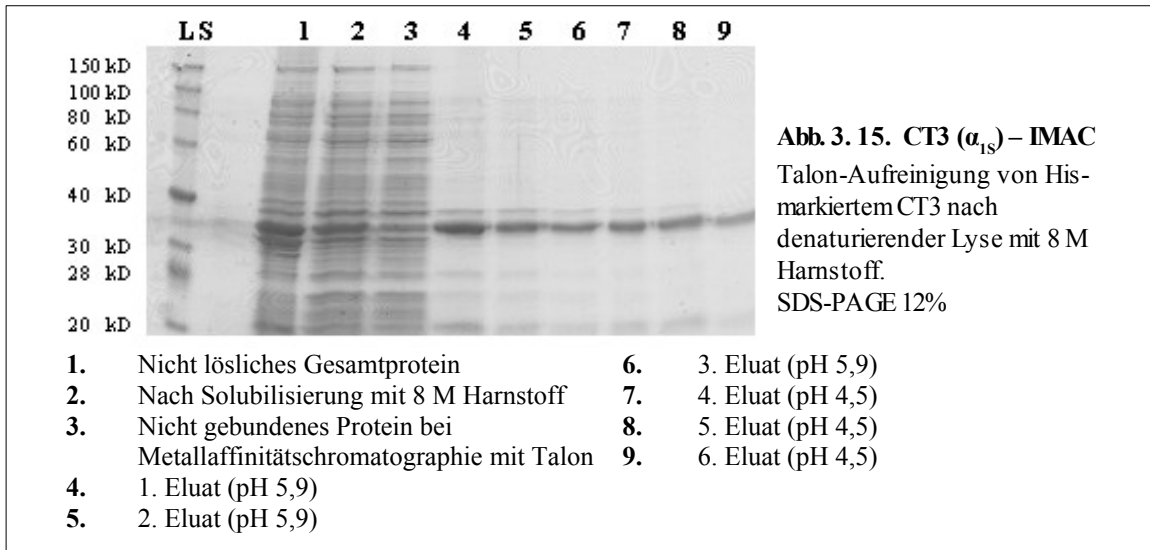 LS 1 2 3 4 5 6 7 8 9
150 kD
100 kD
80 kD
60 kD
40 kD
30 kD
28 kD
20 kD
Abb. 3. 15. CT3 (α1S) – IMAC
Talon-Aufreinigung von His-
markiertem CT3 nach
denaturierender Lyse mit 8 M
Harnstoff.
SDS-PAGE 12%
1. Nicht lösliches Gesamtprotein
2. Nach Solubilisierung mit 8 M Harnstoff
3. Nicht gebundenes Protein bei
Metallaffinitätschromatographie mit Talon
4. 1. Eluat (pH 5,9)
5. 2. Eluat (pH 5,9)
6. 3. Eluat (pH 5,9)
7. 4. Eluat (pH 4,5)
8. 5. Eluat (pH 4,5)
9. 6. Eluat (pH 4,5)